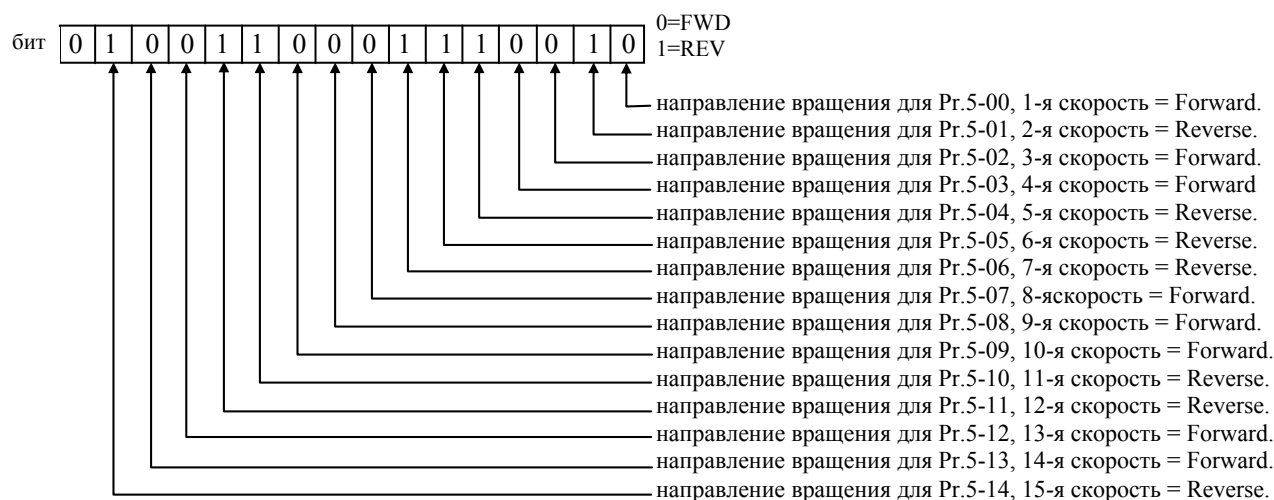 0=FWD
бит 0 1 0 0 1 1 0 0 0 1 1 1 0 0 1 0 1=REV
направление вращения для Pr.5-00, 1-я скорость = Forward.
направление вращения для Pr.5-01, 2-я скорость = Reverse.
направление вращения для Pr.5-02, 3-я скорость = Forward.
направление вращения для Pr.5-03, 4-я скорость = Forward
направление вращения для Pr.5-04, 5-я скорость = Reverse.
направление вращения для Pr.5-05, 6-я скорость = Reverse.
направление вращения для Pr.5-06, 7-я скорость = Reverse.
направление вращения для Pr.5-07, 8-яскорость = Forward.
направление вращения для Pr.5-08, 9-я скорость = Forward.
направление вращения для Pr.5-09, 10-я скорость = Forward.
направление вращения для Pr.5-10, 11-я скорость = Reverse.
направление вращения для Pr.5-11, 12-я скорость = Reverse.
направление вращения для Pr.5-12, 13-я скорость = Forward.
направление вращения для Pr.5-13, 14-я скорость = Forward.
направление вращения для Pr.5-14, 15-я скорость = Reverse.